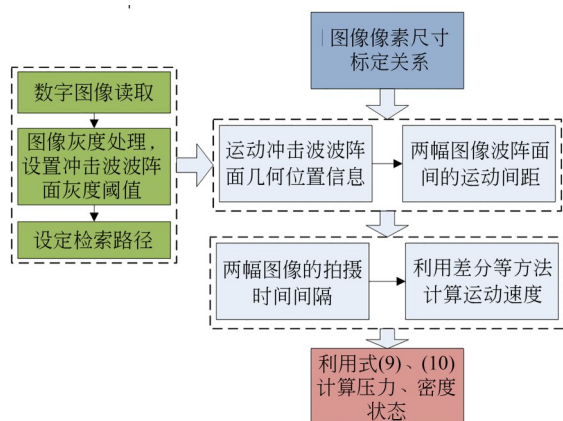 图像像素尺寸
标定关系
数字图像读取
图像灰度处理，
设置冲击波波阵
面灰度阈值
设定检索路径
运动冲击波波阵
面几何位置信息
两幅图像波阵面
间的运动间距
两幅图像的拍摄
时间间隔
利用差分等方法
计算运动速度
利用式(9)、(10)
计算压力、密度
状态